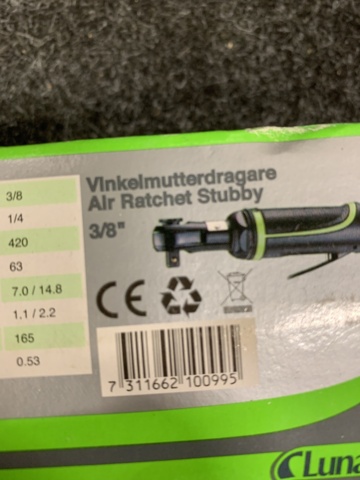 Vinkelmutterdragare
Air Ratchet Stubby
3/8"
3/8
1/4
420
63
7.0 / 14.8
1.1 / 2.2
165
0.53
CE
7 311662 100995
Luna